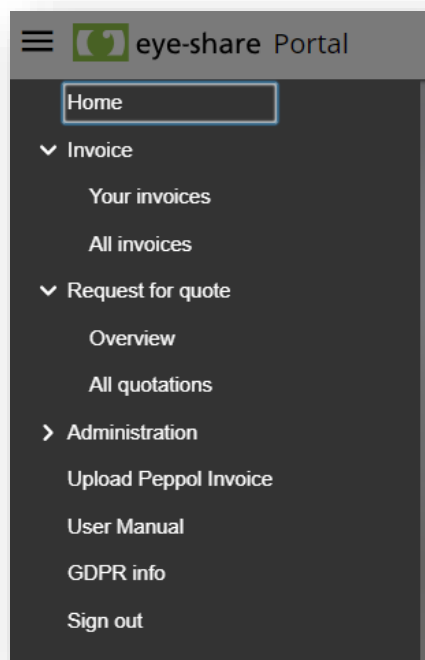 eye-share Portal
Home
Invoice
Your invoices
All invoices
Request for quote
Overview
All quotations
Administration
Upload Peppol Invoice
User Manual
GDPR info
Sign out